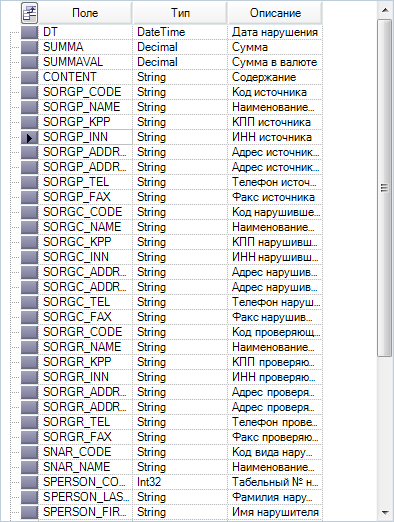 Поле Тип Описание
DT DateTime Дата нарушения
SUMMA Decimal Сумма
SUMMAVAL Decimal Сумма в валюте
CONTENT String Содержание
SORGP_CODE String Код источника
SORGP_NAME String Наименование...
SORGP_KPP String КПП источника
SORGP_INN String ИНН источника
SORGP_ADDR... String Адрес источник...
SORGP_ADDR... String Адрес источник...
SORGP_TEL String Телефон источ...
SORGP_FAX String Факс источника
SORGC_CODE String Код нарушивше...
SORGC_NAME String Наименование...
SORGC_KPP String КПП нарушивш...
SORGC_INN String ИНН нарушивш...
SORGC_ADDR... String Адрес нарушив...
SORGC_ADDR... String Адрес нарушив...
SORGC_TEL String Телефон наруш...
SORGC_FAX String Факс нарушив...
SORGR_CODE String Код проверяющ...
SORGR_NAME String Наименование...
SORGR_KPP String КПП проверяю...
SORGR_INN String ИНН проверяю...
SORGR_ADDR... String Адрес проверя...
SORGR_ADDR... String Адрес проверя...
SORGR_TEL String Телефон прове...
SORGR_FAX String Факс проверяю...
SNAR_CODE String Код вида нару...
SNAR_NAME String Наименование...
SPERSON_CO... Int32 Табельный № н...
SPERSON_LAS... String Фамилия нару...
SPERSON_FIR... String Имя нарушителя